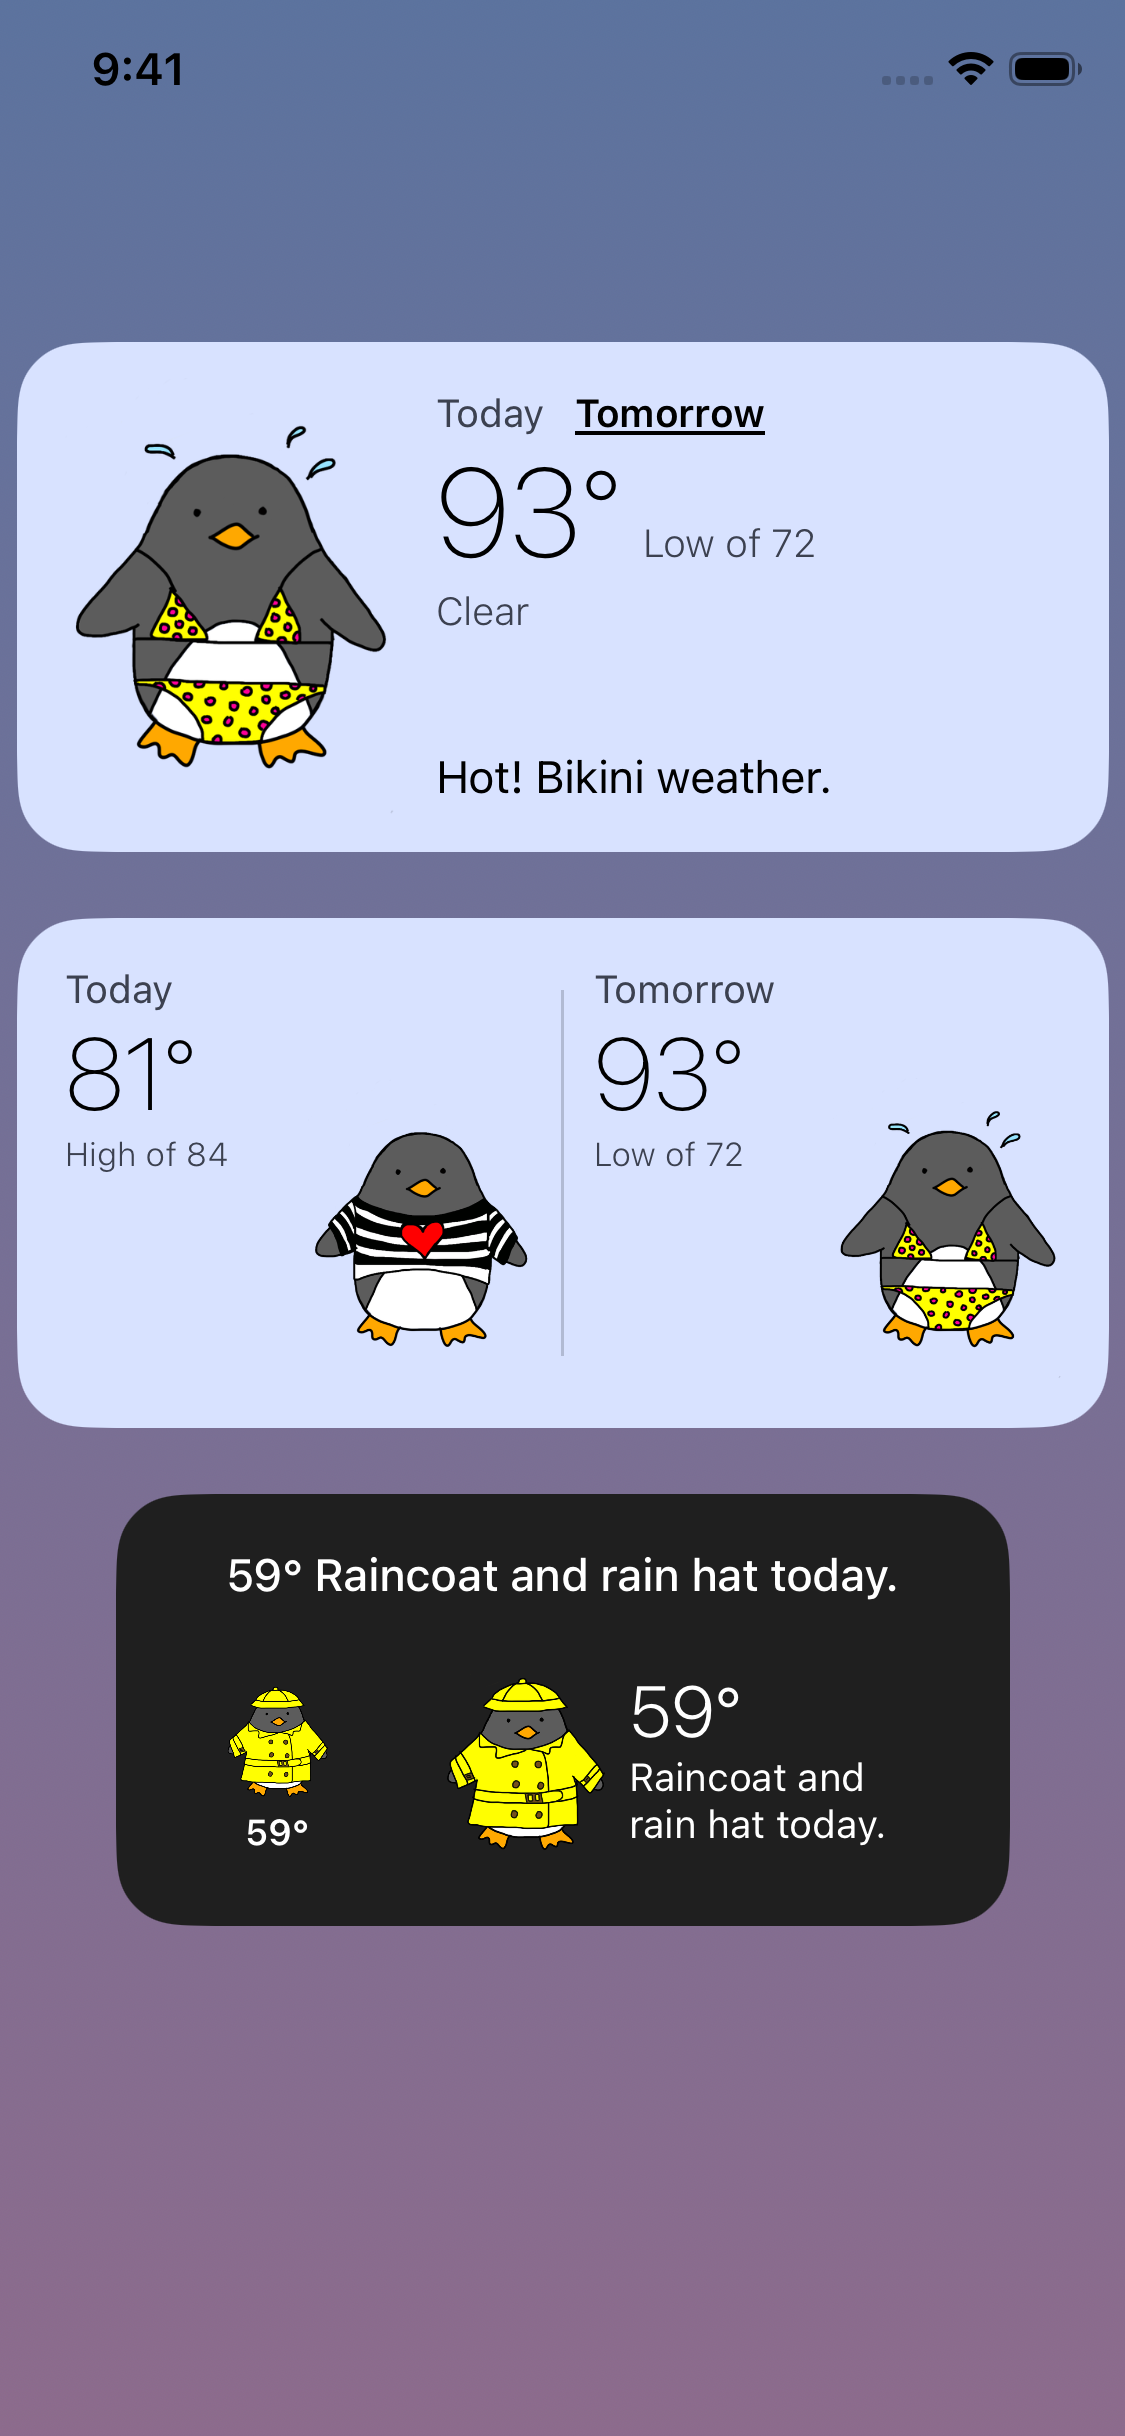 9:41
Today Tomorrow
93° Low of 72
Clear
Hot! Bikini weather.
Today
81°
High of 84
Tomorrow
93°
Low of 72
59° Raincoat and rain hat today.
59°
59°
Raincoat and
rain hat today.